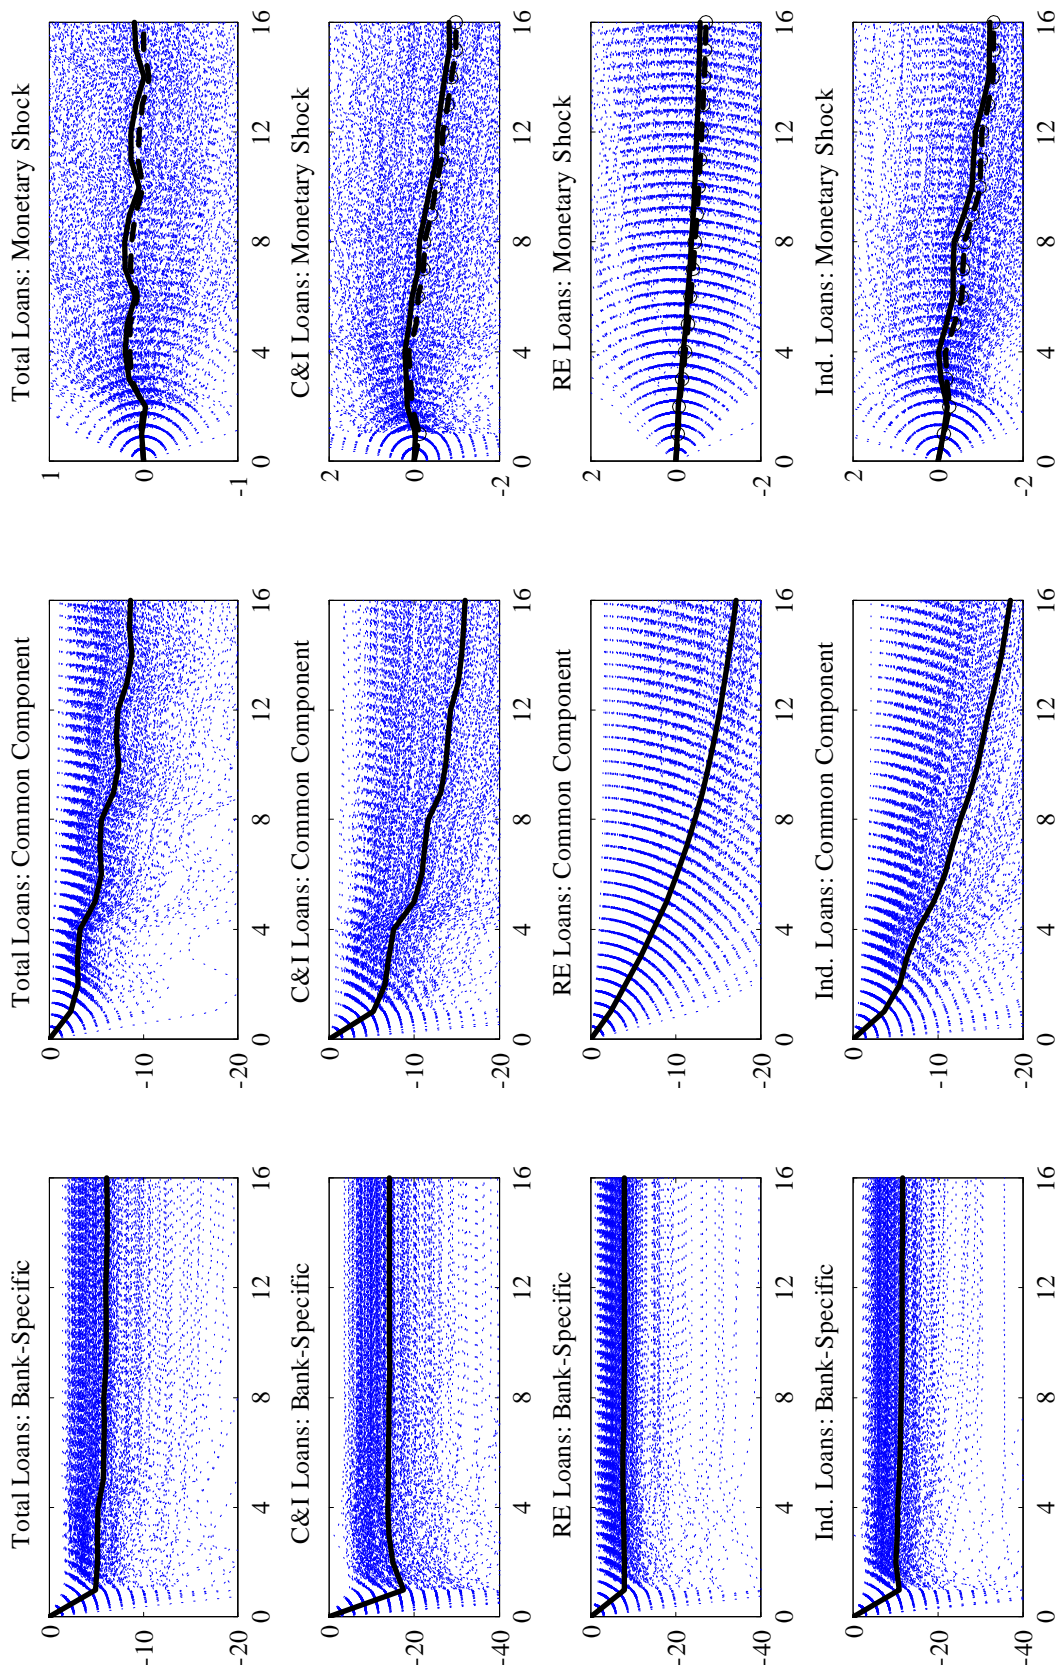 Total Loans: Bank-Specific
0
-10
-20
0 4 8 12 16
Total Loans: Common Component
0
-10
-20
0 4 8 12 16
Total Loans: Monetary Shock
1
0
-1
0 4 8 12 16
C&I Loans: Bank-Specific
0
-20
-40
0 4 8 12 16
C&I Loans: Common Component
0
-10
-20
0 4 8 12 16
C&I Loans: Monetary Shock
2
0
-2
0 4 8 12 16
RE Loans: Bank-Specific
0
-20
-40
0 4 8 12 16
RE Loans: Common Component
0
-10
-20
0 4 8 12 16
RE Loans: Monetary Shock
2
0
-2
0 4 8 12 16
Ind. Loans: Bank-Specific
0
-20
-40
0 4 8 12 16
Ind. Loans: Common Component
0
-10
-20
0 4 8 12 16
Ind. Loans: Monetary Shock
2
0
-2
0 4 8 12 16